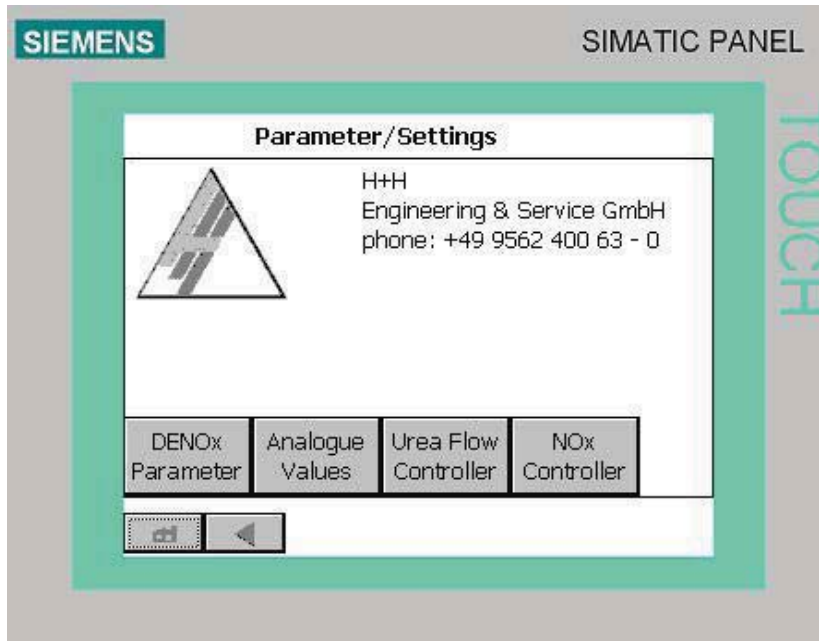 SIEMENS
SIMATIC PANEL
TOUCH
Parameter/Settings
H+H
Engineering & Service GmbH
phone: +49 9562 400 63 - 0
DENOx
Parameter
Analogue
Values
Urea Flow
Controller
NOx
Controller